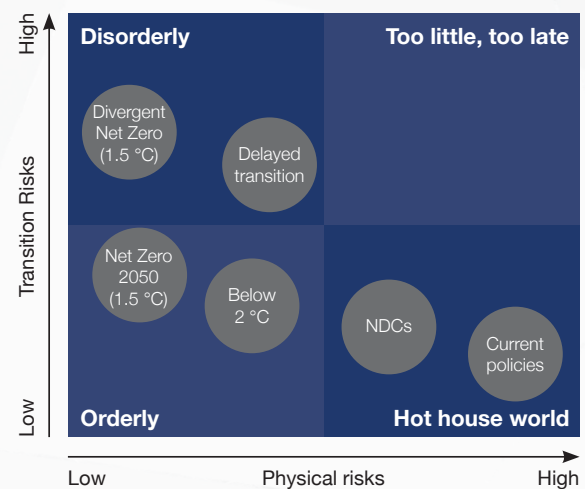 High
Transition Risks
Low
Disorderly
Too little, too late
Divergent
Net Zero
(1.5 °C)
Delayed
transition
Net Zero
2050
(1.5 °C)
Below
2 °C
NDCs
Current
policies
Orderly
Hot house world
Low
Physical risks
High